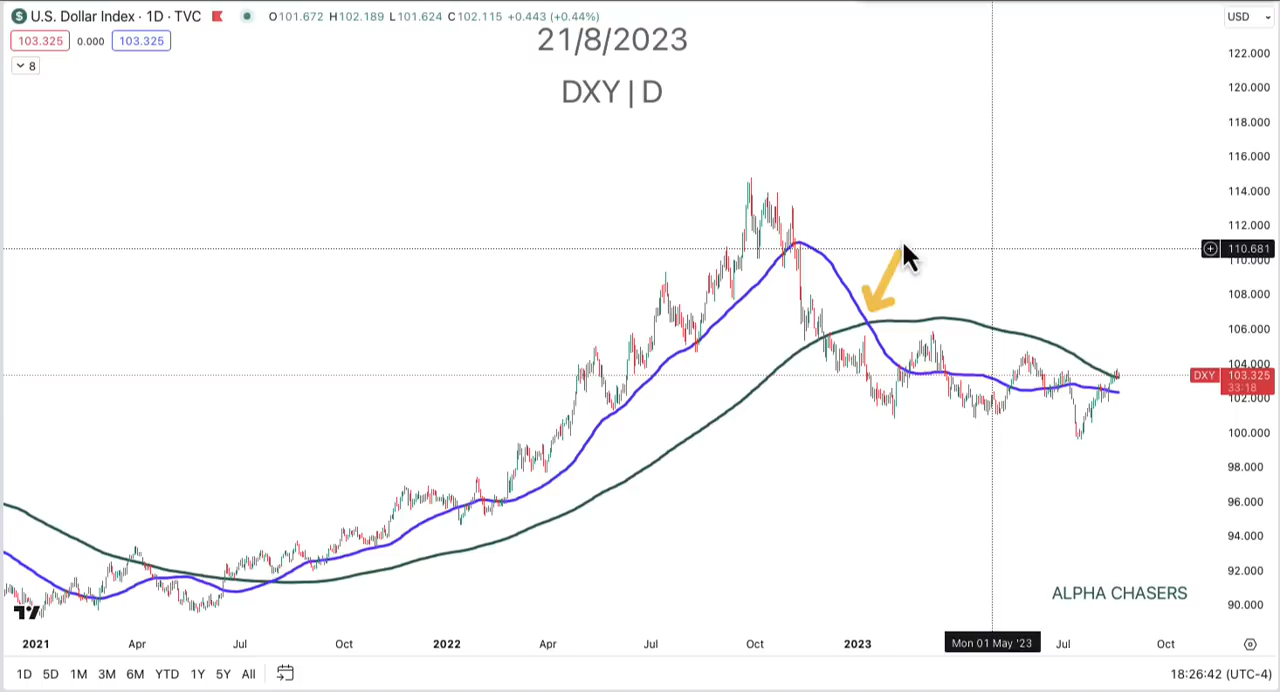 U.S. Dollar Index · 1D · TVC O101.672 H102.189 L101.624 C102.115 +0.443 (+0.44%)
USD
103.325 0.000 103.325
8
21/8/2023
DXY | D
122.000
120.000
118.000
116.000
114.000
112.000
110.681
110.000
108.000
106.000
104.000
DXY 103.325
33:18
102.000
100.000
98.000
96.000
94.000
92.000
90.000
ALPHA CHASERS
2021 Apr Jul Oct 2022 Apr Jul Oct 2023 Mon 01 May '23 Jul Oct
1D 5D 1M 3M 6M YTD 1Y 5Y All 18:26:42 (UTC-4)